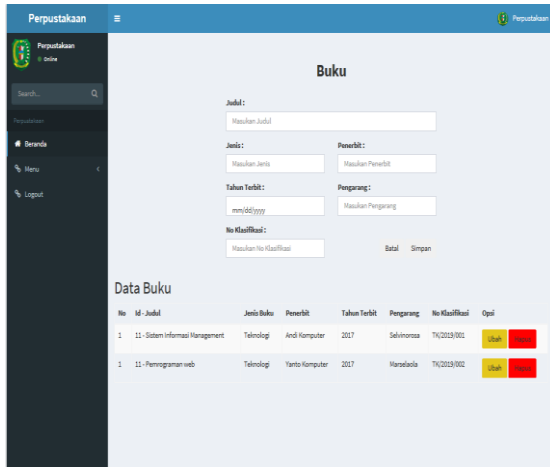 Perpustakaan
Perpustakaan
Perpustakaan
Online
Search...
Perpustakaan
Beranda
Menu
Logout
Buku
Judul :
Masukan Judul
Jenis : Penerbit :
Masukan Jenis Masukan Penerbit
Tahun Terbit : Pengarang :
mm/dd/yyyy Masukan Pengarang
No Klasifikasi :
Masukan No Klasifikasi Batal Simpan
Data Buku
No Id - Judul Jenis Buku Penerbit Tahun Terbit Pengarang No Klasifikasi Opsi
1 11 - Sistem Informasi Management Teknologi Andi Komputer 2017 Selvinorosa TK/2019/001 Ubah Hapus
1 11 - Pemrograman web Teknologi Yanto Komputer 2017 Marselaola TK/2019/002 Ubah Hapus